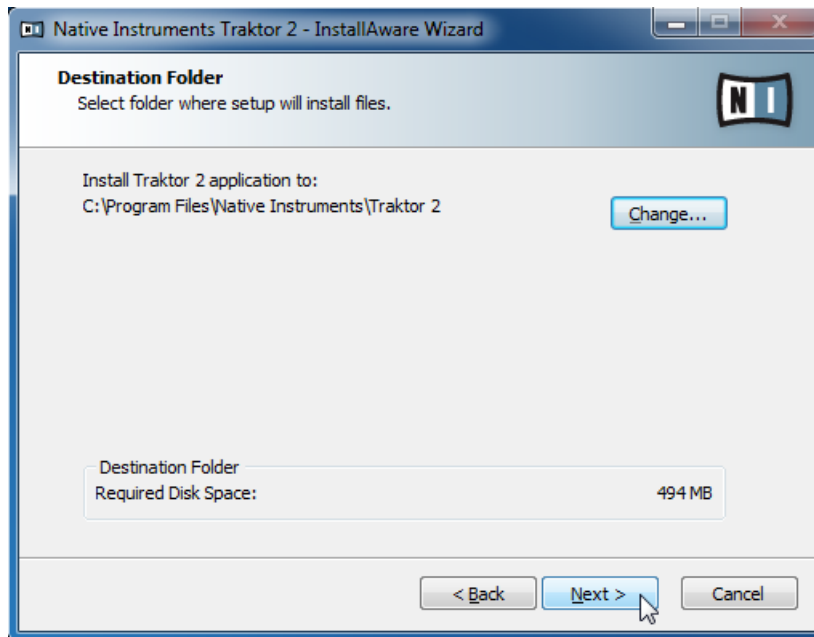 Native Instruments Traktor 2 - InstallAware Wizard
Destination Folder
Select folder where setup will install files.
N I
Install Traktor 2 application to:
C:\Program Files\Native Instruments\Traktor 2
Change...
Destination Folder
Required Disk Space: 494 MB
< Back Next > Cancel